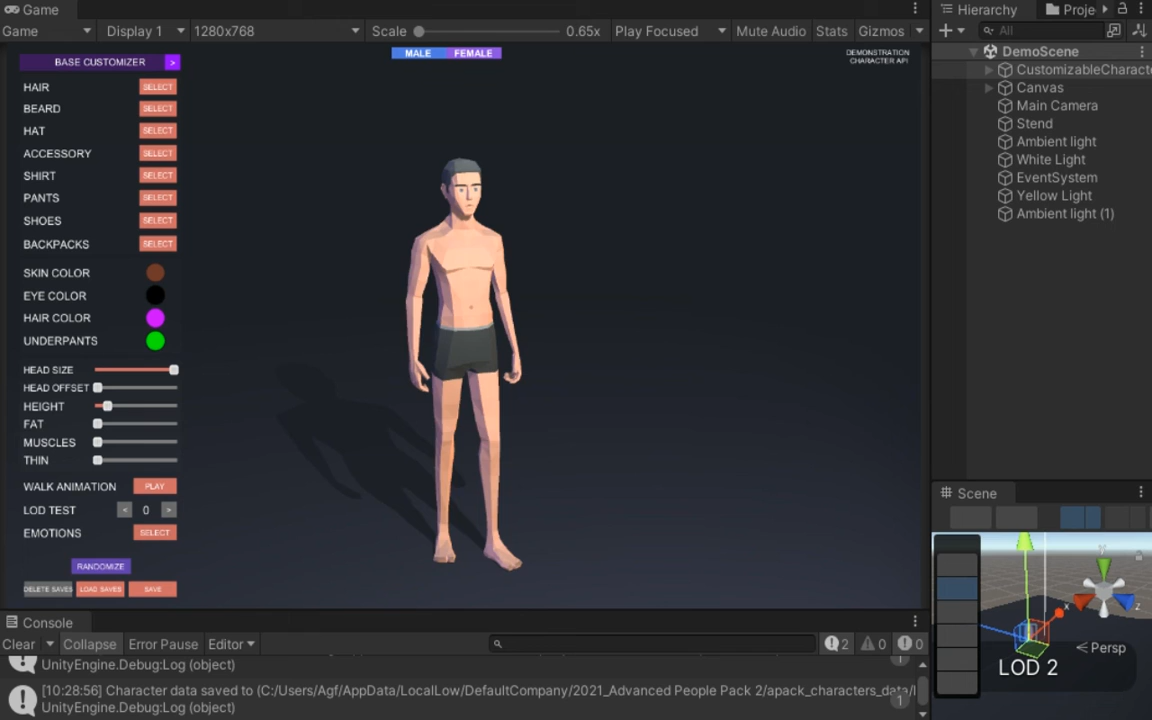 Game
Game Display 1 1280x768 Scale 0.65x Play Focused Mute Audio Stats Gizmos
MALE FEMALE
DEMONSTRATION
CHARACTER API
BASE CUSTOMIZER >
HAIR SELECT
BEARD SELECT
HAT SELECT
ACCESSORY SELECT
SHIRT SELECT
PANTS SELECT
SHOES SELECT
BACKPACKS SELECT
SKIN COLOR
EYE COLOR
HAIR COLOR
UNDERPANTS
HEAD SIZE
HEAD OFFSET
HEIGHT
FAT
MUSCLES
THIN
WALK ANIMATION PLAY
LOD TEST < 0 >
EMOTIONS SELECT
RANDOMIZE
DELETE SAVES LOAD SAVES SAVE
Hierarchy Proje
All
DemoScene
CustomizableCharacte
Canvas
Main Camera
Stend
Ambient light
White Light
EventSystem
Yellow Light
Ambient light (1)
Scene
Y
x
z
< Persp
LOD 2
Console
Clear Collapse Error Pause Editor 2 0 0
UnityEngine.Debug:Log (object) 1
[10:28:56] Character data saved to (C:/Users/Agf/AppData/LocalLow/DefaultCompany/2021_Advanced People Pack 2/apack_characters_data/
UnityEngine.Debug:Log (object) 1